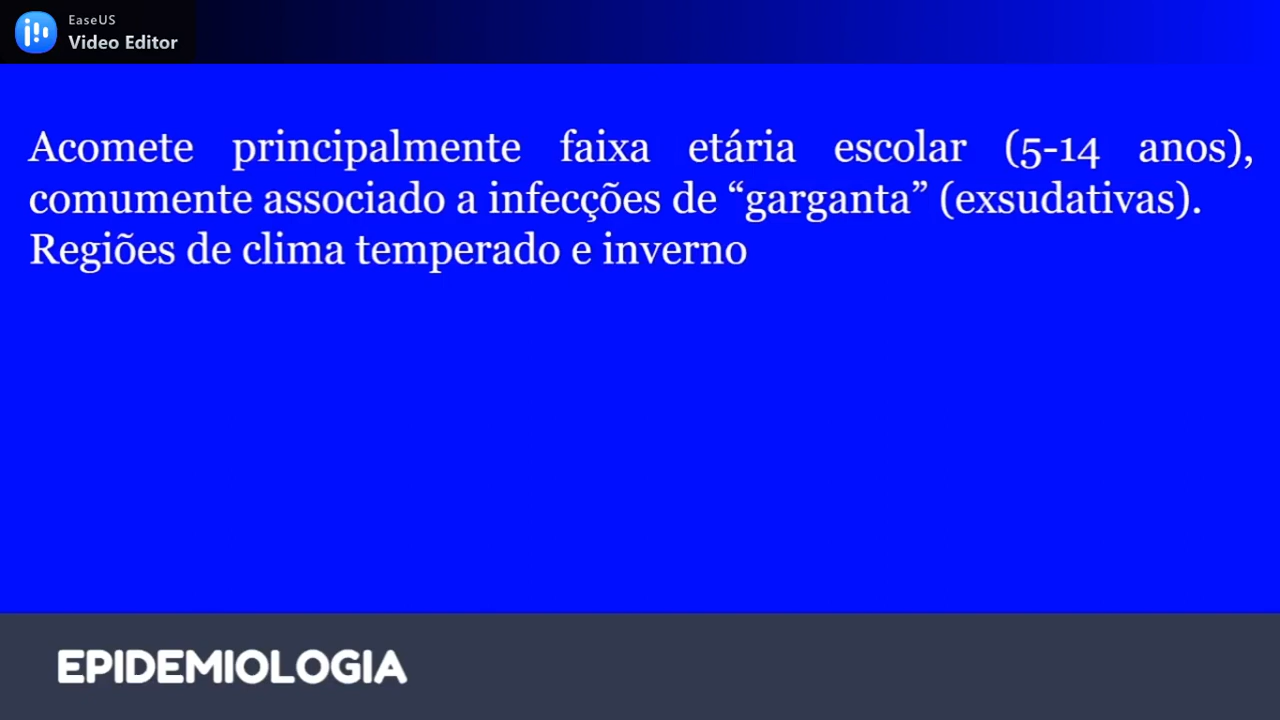 EaseUS
Video Editor
Acomete principalmente faixa etária escolar (5-14 anos),
comumente associado a infecções de “garganta” (exsudativas).
Regiões de clima temperado e inverno
EPIDEMIOLOGIA